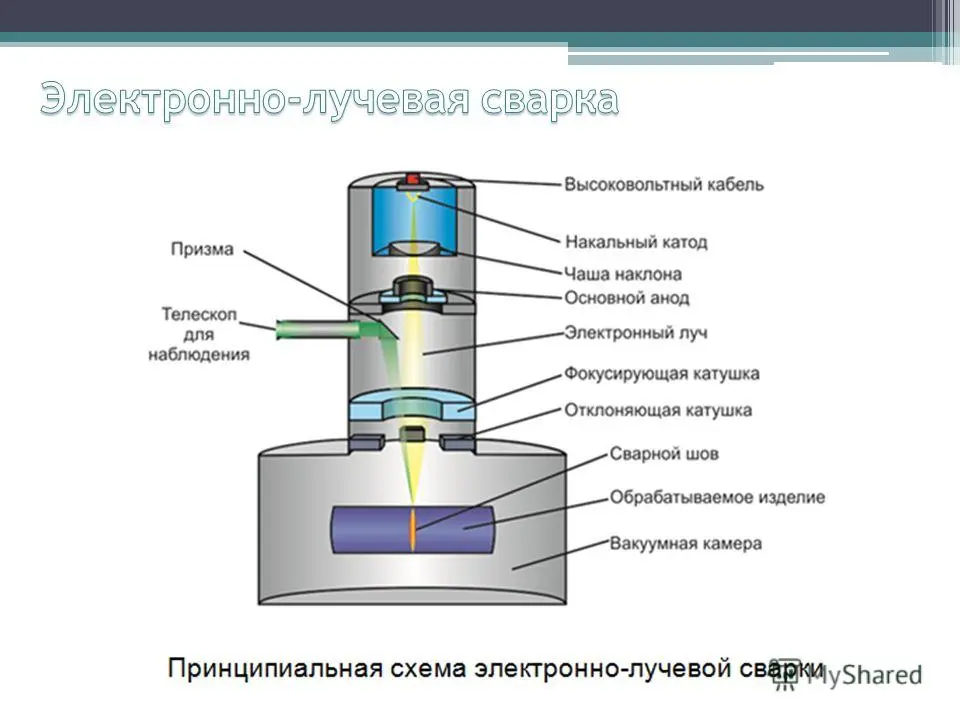 Электронно-лучевая сварка
Высоковольтный кабель
Накальный катод
Призма
Чаша наклона
Основной анод
Телескоп
для
наблюдения
Электронный луч
Фокусирующая катушка
Отклоняющая катушка
Сварной шов
Обрабатываемое изделие
Вакуумная камера
Принципиальная схема электронно-лучевой сварки
MyShared